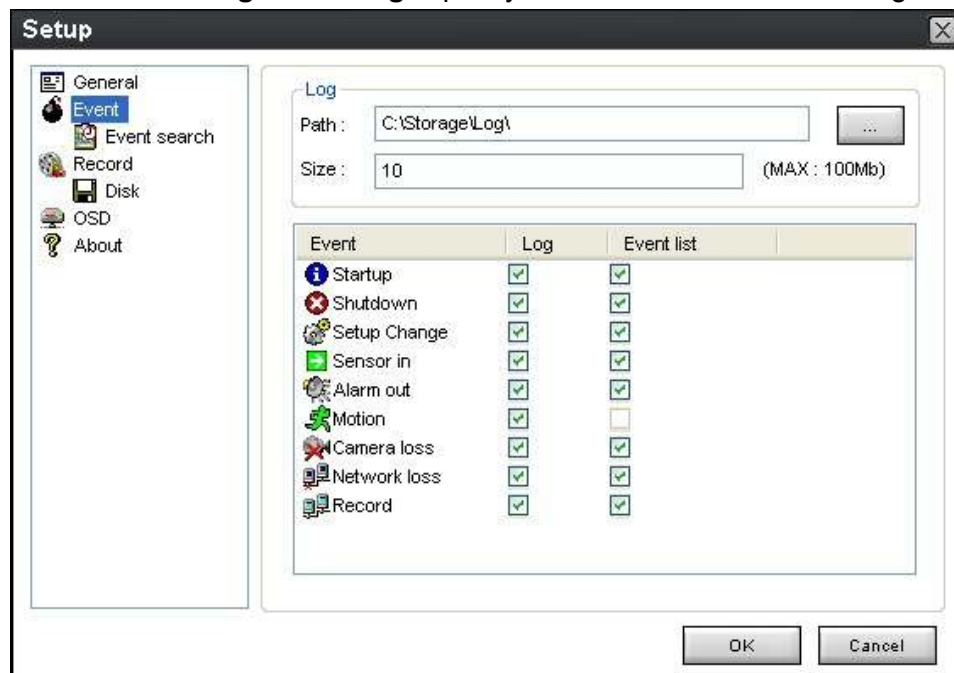 Setup
General
Event
Event search
Record
Disk
OSD
About
Log
Path : C:\Storage\Log\ ...
Size : 10 (MAX : 100Mb)
Event Log Event list
Startup
Shutdown
Setup Change
Sensor in
Alarm out
Motion
Camera loss
Network loss
Record
OK Cancel